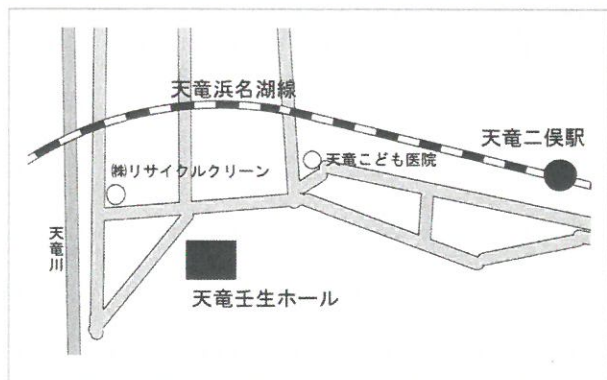 天竜浜名湖線
天竜二俣駅
天竜こども医院
㈱リサイクルクリーン
天竜川
天竜壬生ホール